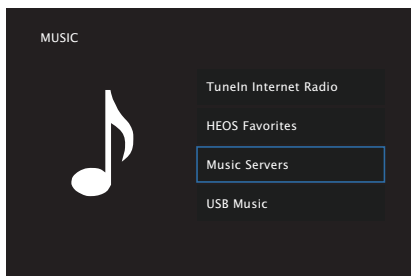 MUSIC
TuneIn Internet Radio
HEOS Favorites
Music Servers
USB Music